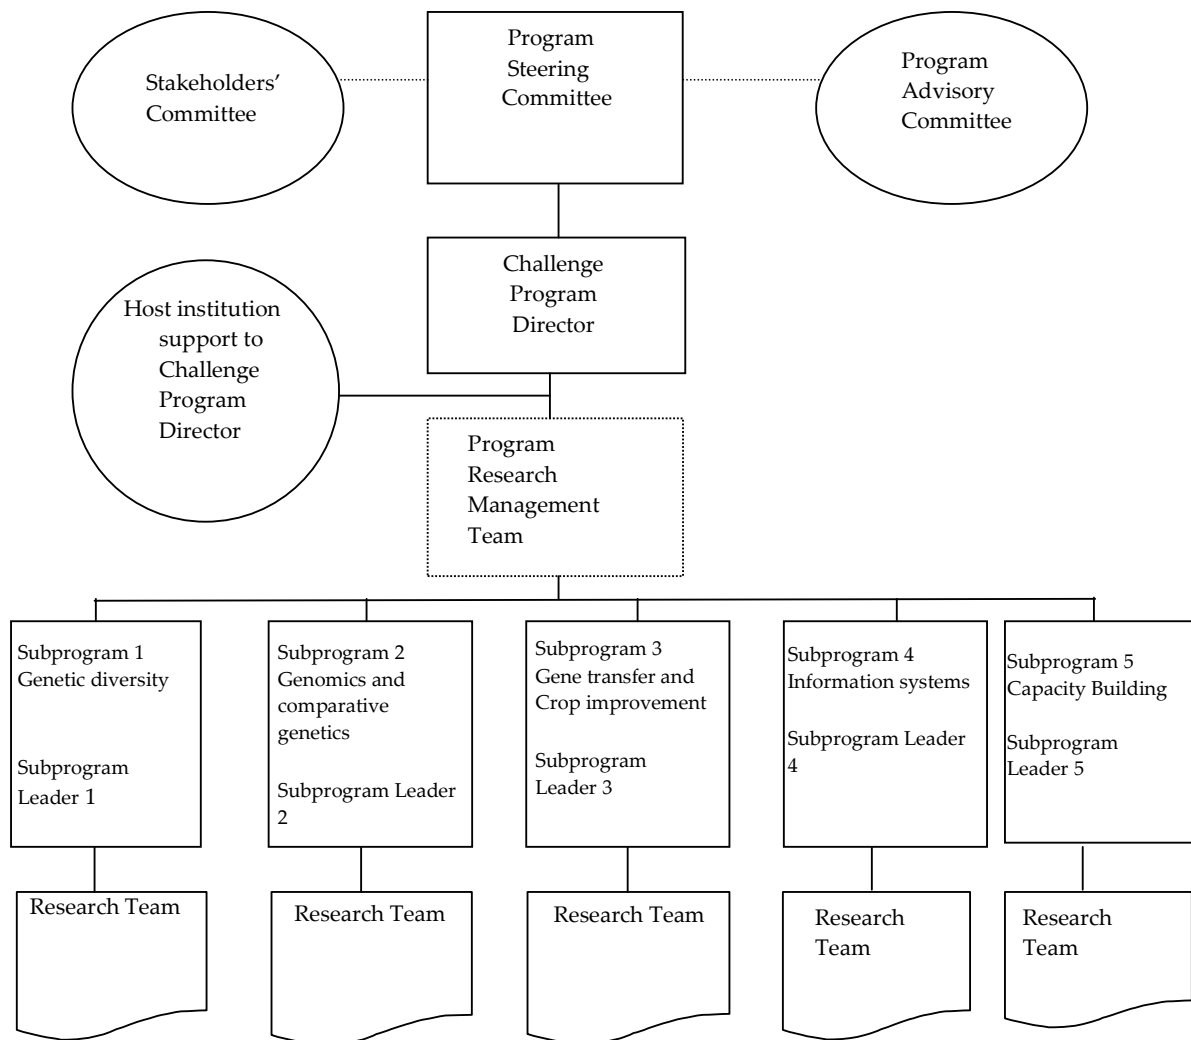 Stakeholders'
Committee
Program
Steering
Committee
Program
Advisory
Committee
Challenge
Program
Director
Host institution
support to
Challenge
Program
Director
Program
Research
Management
Team
Subprogram 1
Genetic diversity
Subprogram
Leader 1
Subprogram 2
Genomics and
comparative
genetics
Subprogram Leader
2
Subprogram 3
Gene transfer and
Crop improvement
Subprogram
Leader 3
Subprogram 4
Information systems
Subprogram Leader
4
Subprogram 5
Capacity Building
Subprogram
Leader 5
Research Team
Research Team
Research Team
Research
Team
Research
Team